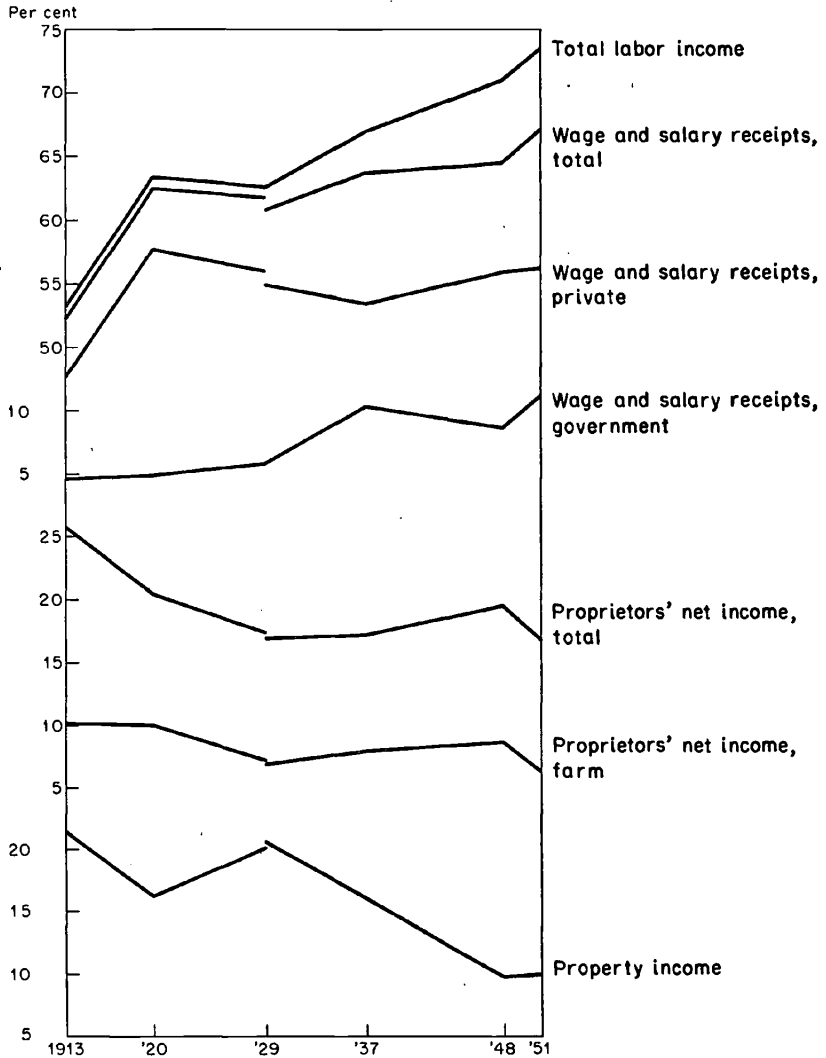 Per cent
75
Total labor income
70
Wage and salary receipts,
total
65
60
55
Wage and salary receipts,
private
50
10
Wage and salary receipts,
government
5
25
20
Proprietors' net income,
total
15
10
Proprietors' net income,
farm
5
20
15
10
Property income
5
1913 '20 '29 '37 '48 '51